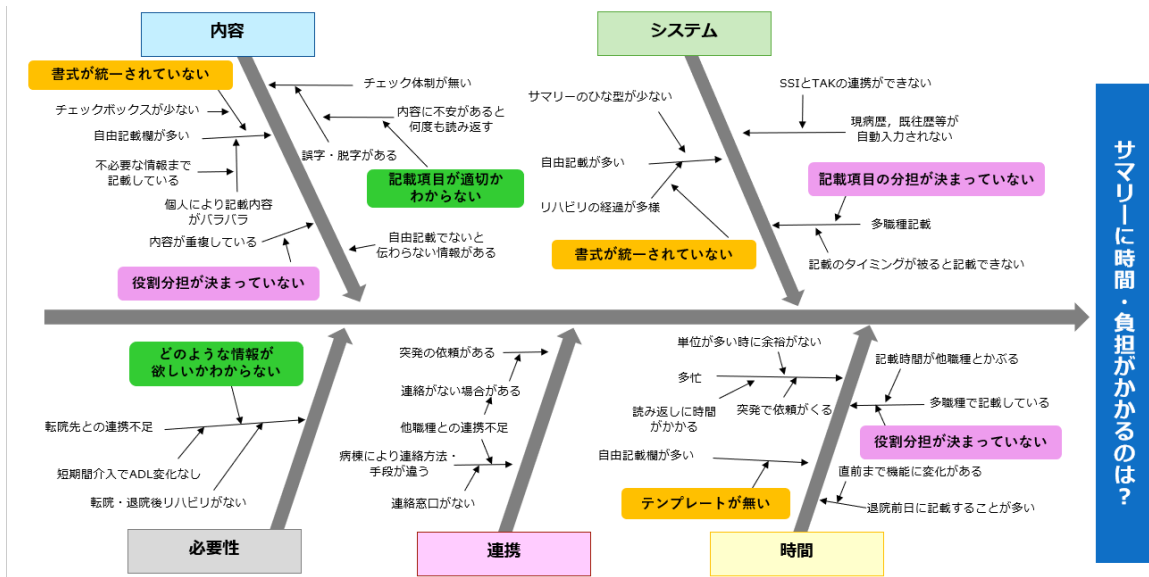 内容
書式が統一されていない
チェックボックスが少ない
自由記載欄が多い
不必要な情報まで
記載している
個人により記載内容
がバラバラ
内容が重複している
役割分担が決まっていない
チェック体制が無い
内容に不安があると
何度も読み返す
誤字・脱字がある
記載項目が適切か
わからない
自由記載でないと
伝わらない情報がある
システム
サマリーのひな型が少ない
自由記載が多い
リハビリの経過が多様
書式が統一されていない
SSIとTAKの連携ができない
現病歴，既往歴等が
自動入力されない
記載項目の分担が決まっていない
多職種記載
記載のタイミングが被ると記載できない
サマリーに時間・負担がかかるのは？
どのような情報が
欲しいかわからない
転院先との連携不足
短期間介入でADL変化なし
転院・退院後リハビリがない
必要性
突発の依頼がある
連絡がない場合がある
他職種との連携不足
病棟により連絡方法・
手段が違う
連絡窓口がない
連携
単位が多い時に余裕がない
多忙
読み返しに時間
がかかる
突発で依頼がくる
自由記載欄が多い
テンプレートが無い
記載時間が他職種とかぶる
多職種で記載している
役割分担が決まっていない
直前まで機能に変化がある
退院前日に記載することが多い
時間